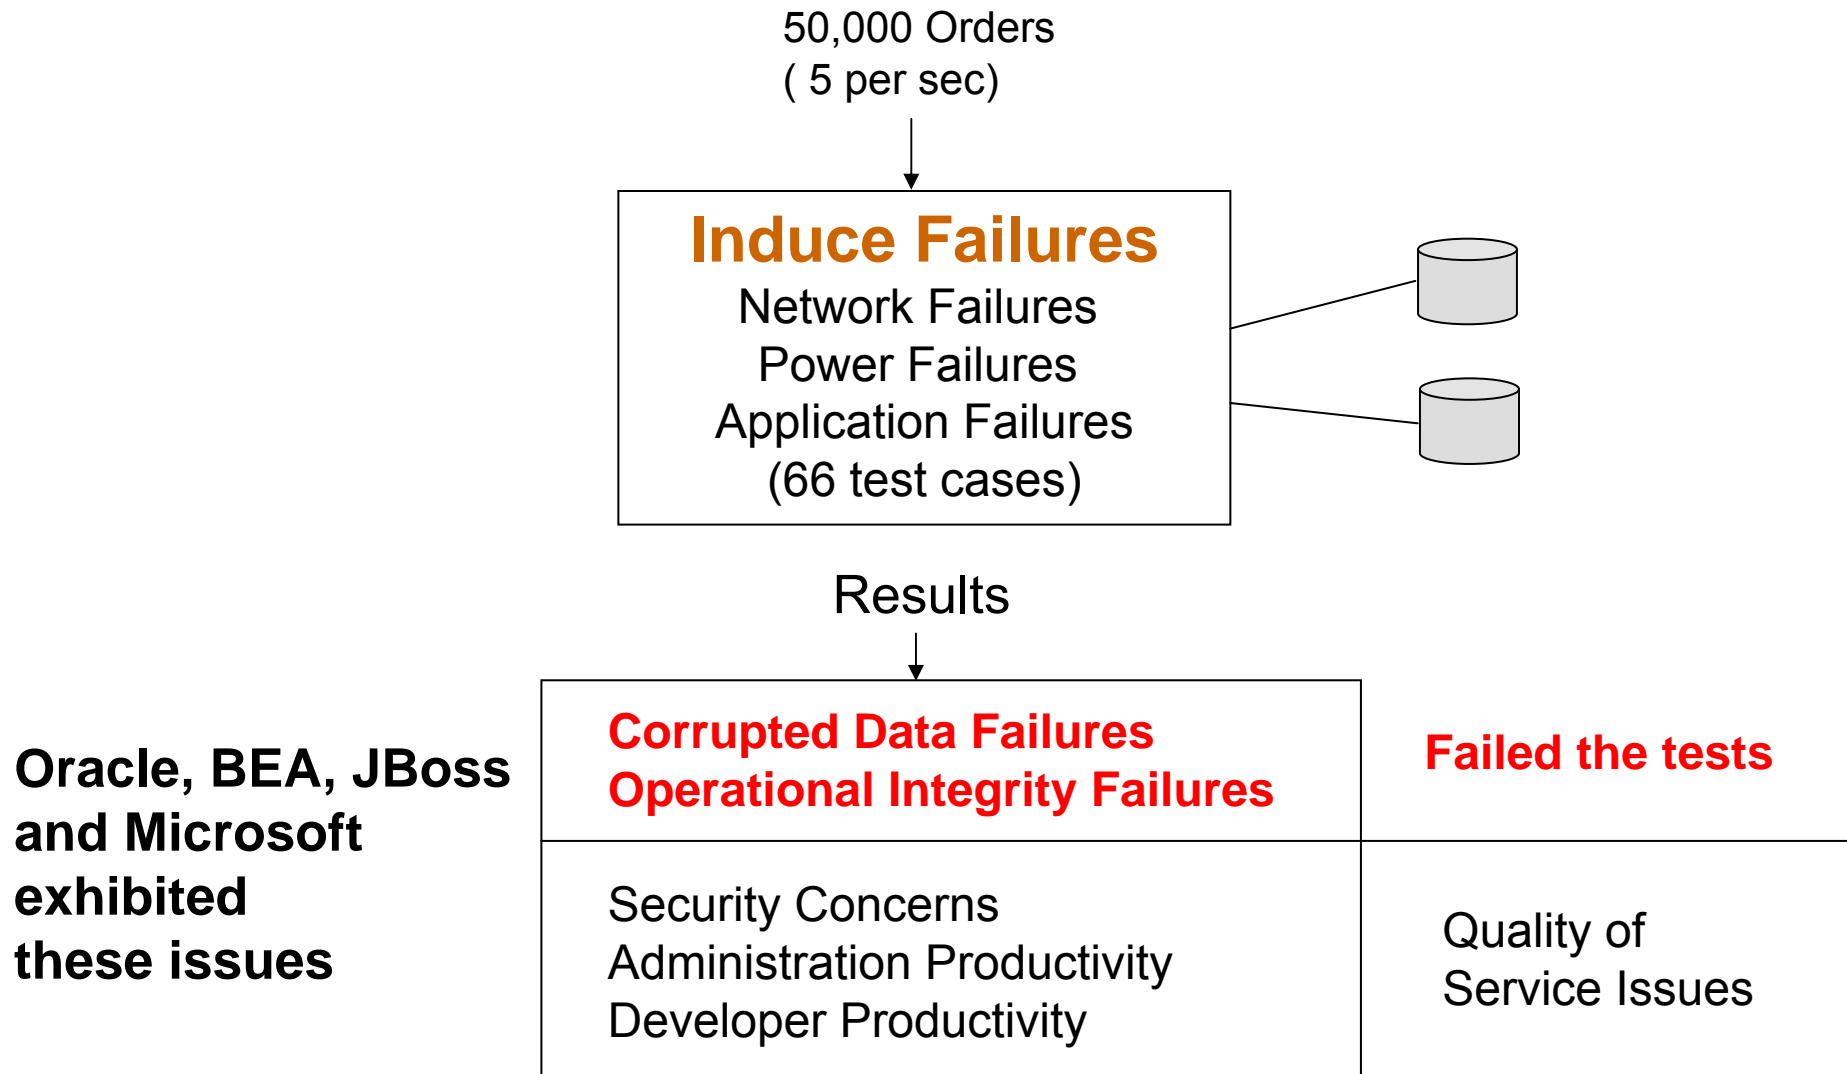 50,000 Orders
( 5 per sec)
Induce Failures
Network Failures
Power Failures
Application Failures
(66 test cases)
Results
Oracle, BEA, JBoss
and Microsoft
exhibited
these issues
Corrupted Data Failures
Operational Integrity Failures
Failed the tests
Security Concerns
Administration Productivity
Developer Productivity
Quality of
Service Issues